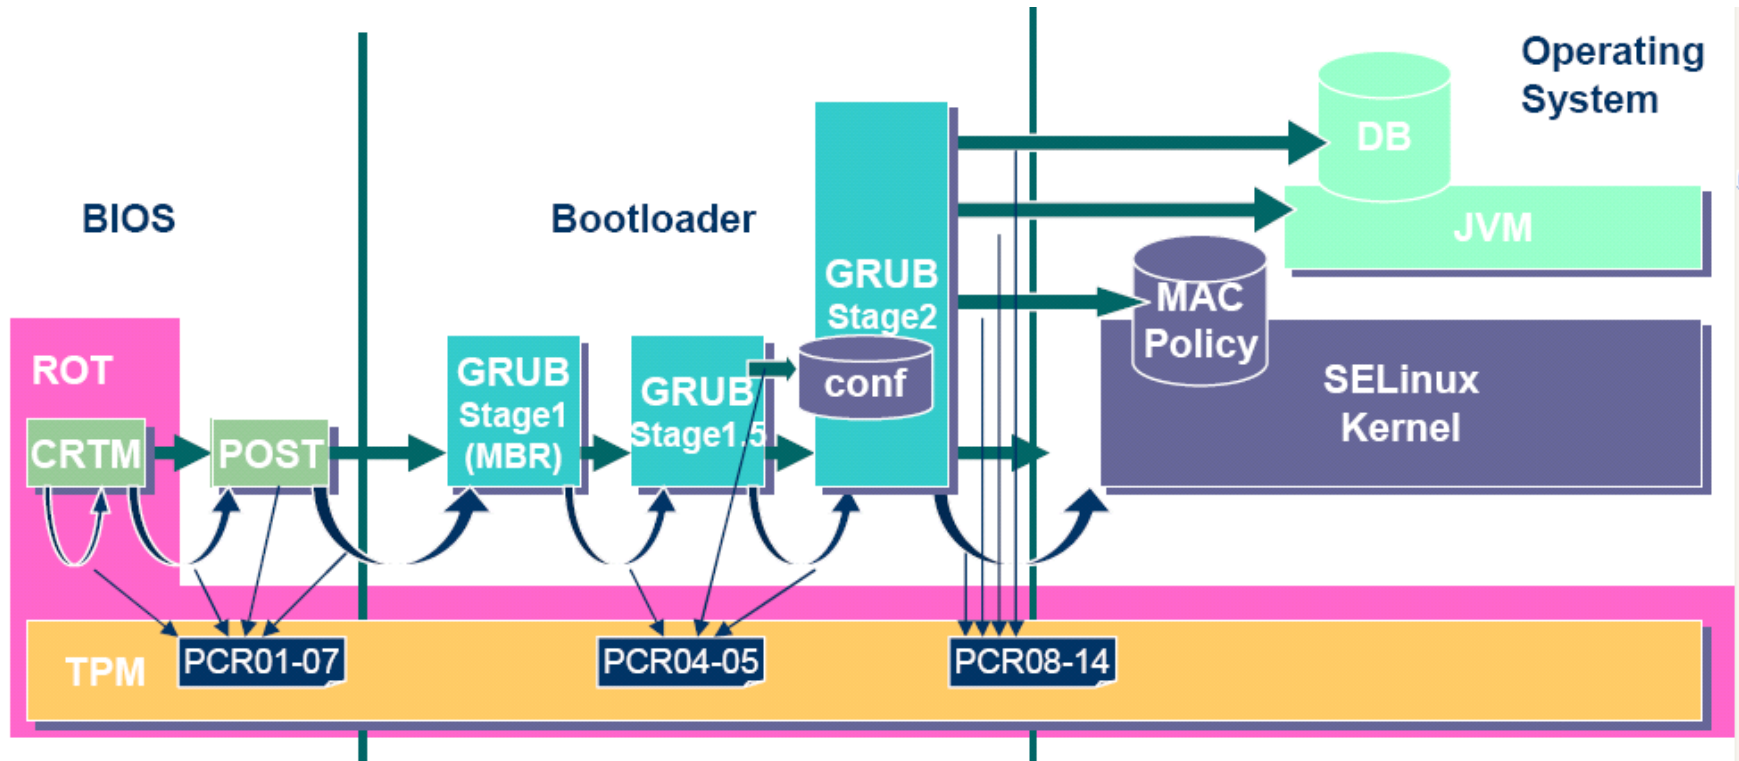 BIOS
Bootloader
Operating
System
ROT
CRTM
POST
GRUB
Stage1
(MBR)
GRUB
Stage1.5
GRUB
Stage2
conf
DB
JVM
MAC
Policy
SELinux
Kernel
TPM
PCR01-07
PCR04-05
PCR08-14